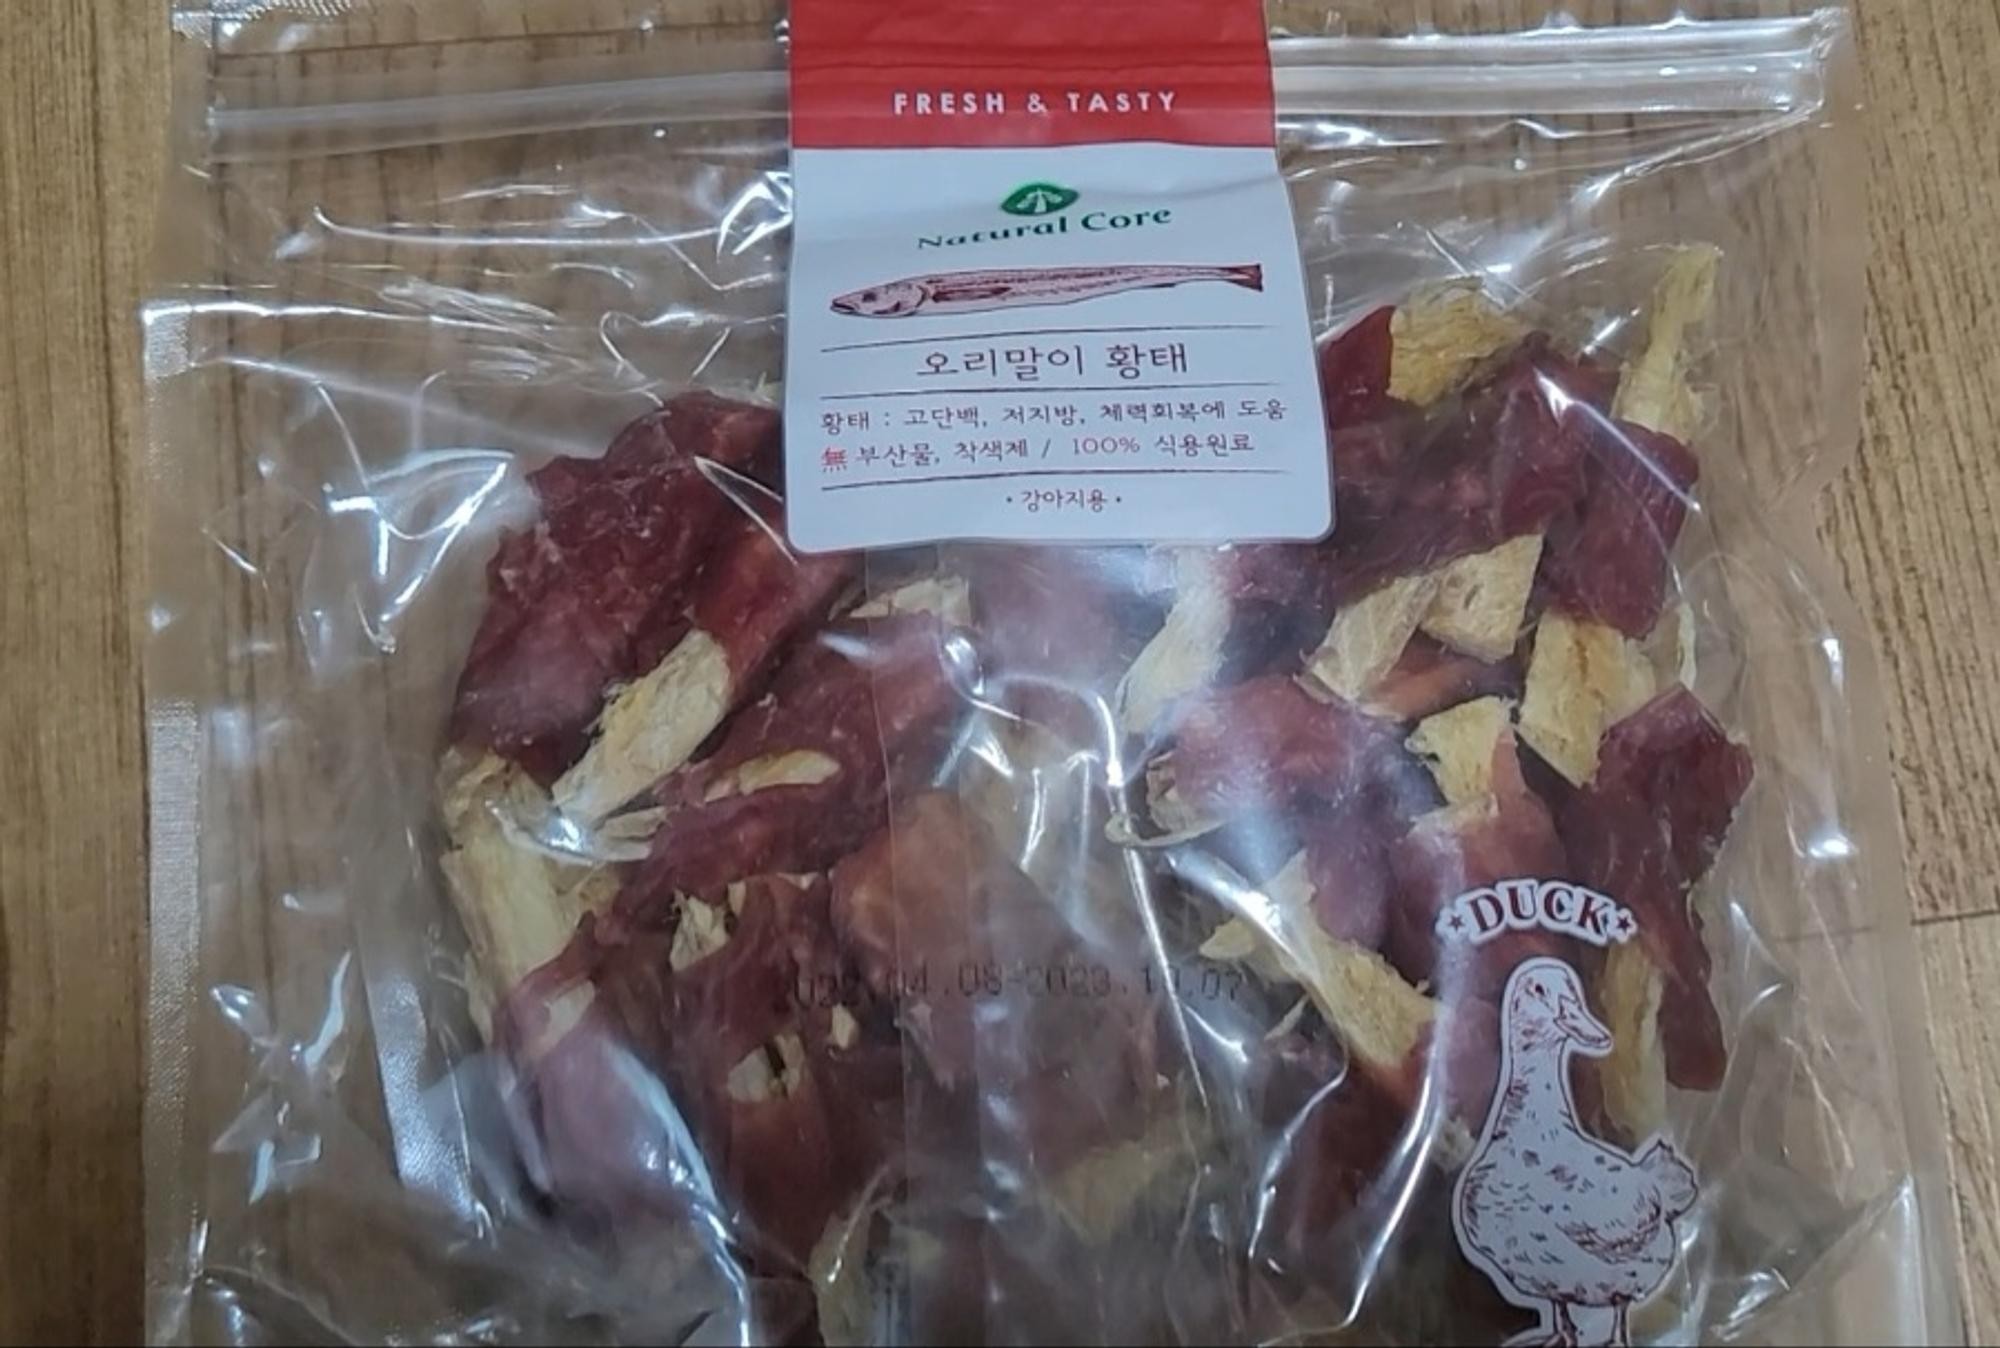 FRESH & TASTY
Natural Core
오리말이 황태
황태 : 고단백, 저지방, 체력회복에 도움
無 부산물, 착색제 / 100% 식용원료
• 강아지용 •
DUCK